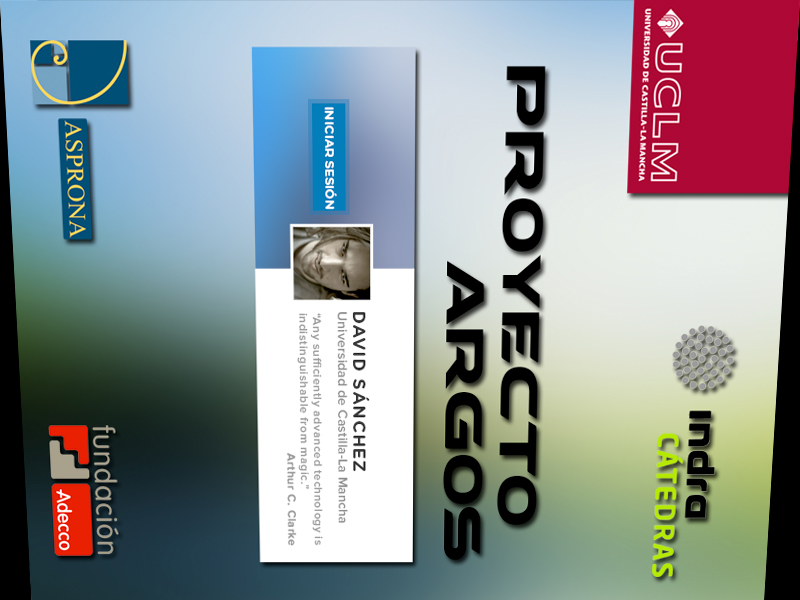 UCLM
UNIVERSIDAD DE CASTILLA-LA MANCHA
indra
CÁTEDRAS
PROYECTO
ARGOS
INICIAR SESIÓN
DAVID SÁNCHEZ
Universidad de Castilla-La Mancha
"Any sufficiently advanced technology is
indistinguishable from magic."
Arthur C. Clarke
ASPRONA
fundación
Adecco